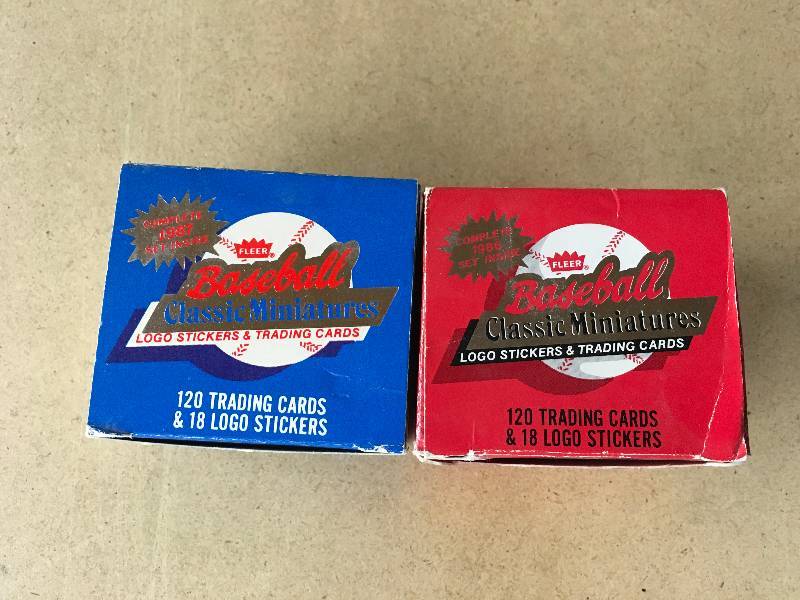 COMPLETE
1987
SET INSIDE
FLEER
Baseball
Classic Miniatures
LOGO STICKERS & TRADING CARDS
120 TRADING CARDS
& 18 LOGO STICKERS
COMPLETE
1986
SET INSIDE
FLEER
Baseball
Classic Miniatures
LOGO STICKERS & TRADING CARDS
120 TRADING CARDS
& 18 LOGO STICKERS